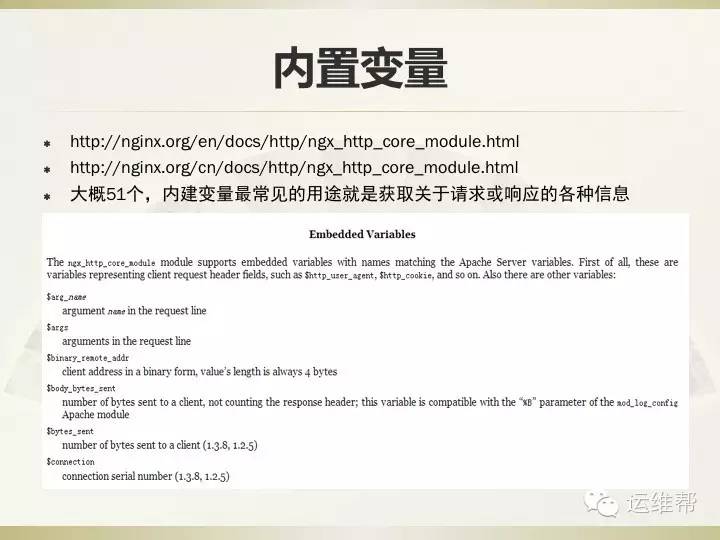 内置变量
http://nginx.org/en/docs/http/ngx_http_core_module.html
http://nginx.org/cn/docs/http/ngx_http_core_module.html
大概51个，内建变量最常见的用途就是获取关于请求或响应的各种信息
Embedded Variables
The ngx_http_core_module module supports embedded variables with names matching the Apache Server variables. First of all, these are
variables representing client request header fields, such as $http_user_agent, $http_cookie, and so on. Also there are other variables:
$arg_name
argument name in the request line
$args
arguments in the request line
$binary_remote_addr
client address in a binary form, value's length is always 4 bytes
$body_bytes_sent
number of bytes sent to a client, not counting the response header; this variable is compatible with the “%B” parameter of the mod_log_config
Apache module
$bytes_sent
number of bytes sent to a client (1.3.8, 1.2.5)
$connection
connection serial number (1.3.8, 1.2.5)
运维帮